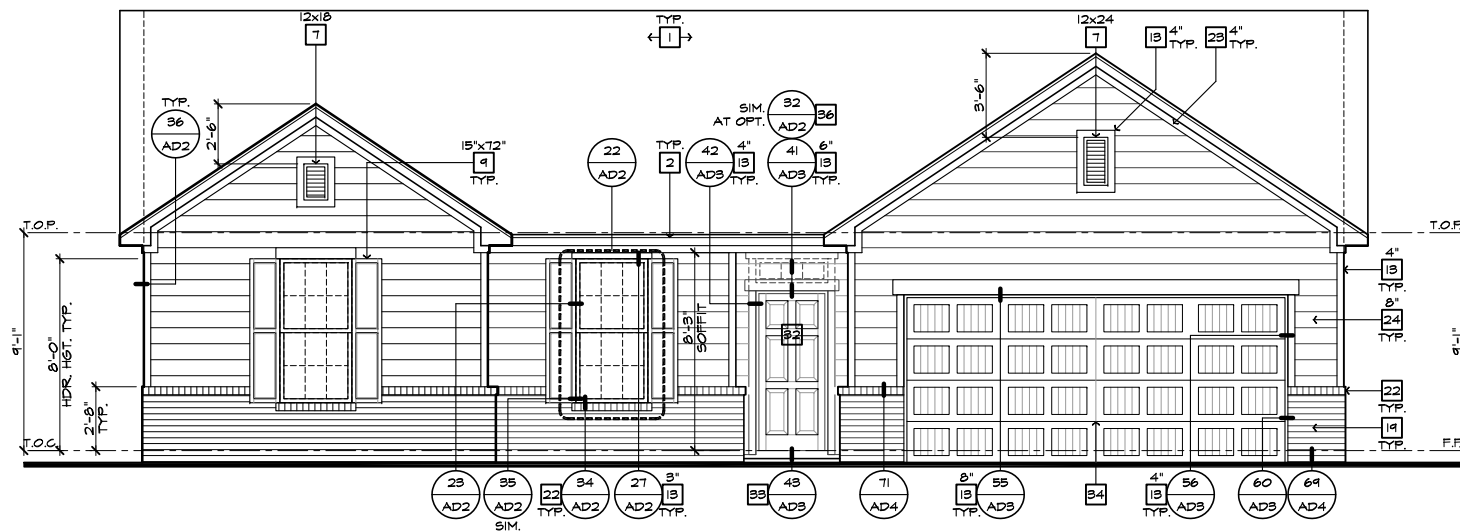 12x18
7
TYP.
1
12x24
7
13 4" TYP.
23 4" TYP.
2'-6"
3'-6"
TYP.
36
AD2
15"x72"
9
TYP.
22
AD2
TYP.
2
42
AD3
4"
13
TYP.
SIM.
AT OPT.
32
AD2
36
41
AD3
6"
13
TYP.
T.O.P.
T.O.P.
9'-1"
8'-0"
HDR. HGT. TYP.
2'-8"
TYP.
8'-3"
SOFFIT
32
4"
13
TYP.
8"
24
TYP.
9'-1"
22
TYP.
19
TYP.
T.O.C.
F.F.
23
AD2
35
AD2
SIM.
22
TYP.
34
AD2
27
AD2
3"
13
TYP.
33
43
AD3
71
AD4
8"
13
TYP.
55
AD3
34
4"
13
TYP.
56
AD3
60
AD3
69
AD4